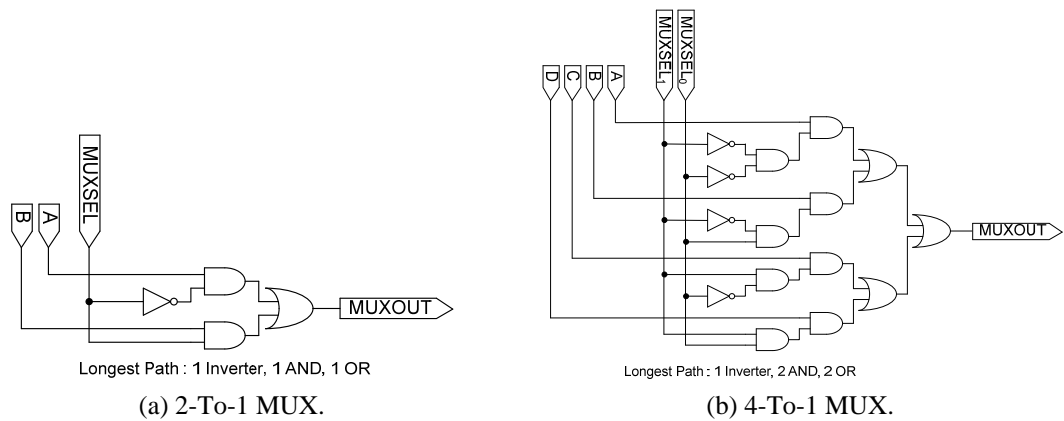 B
A
MUXSEL
MUXOUT
Longest Path : 1 Inverter, 1 AND, 1 OR
(a) 2-To-1 MUX.
D
C
B
A
MUXSEL₁
MUXSEL₀
MUXOUT
Longest Path : 1 Inverter, 2 AND, 2 OR
(b) 4-To-1 MUX.